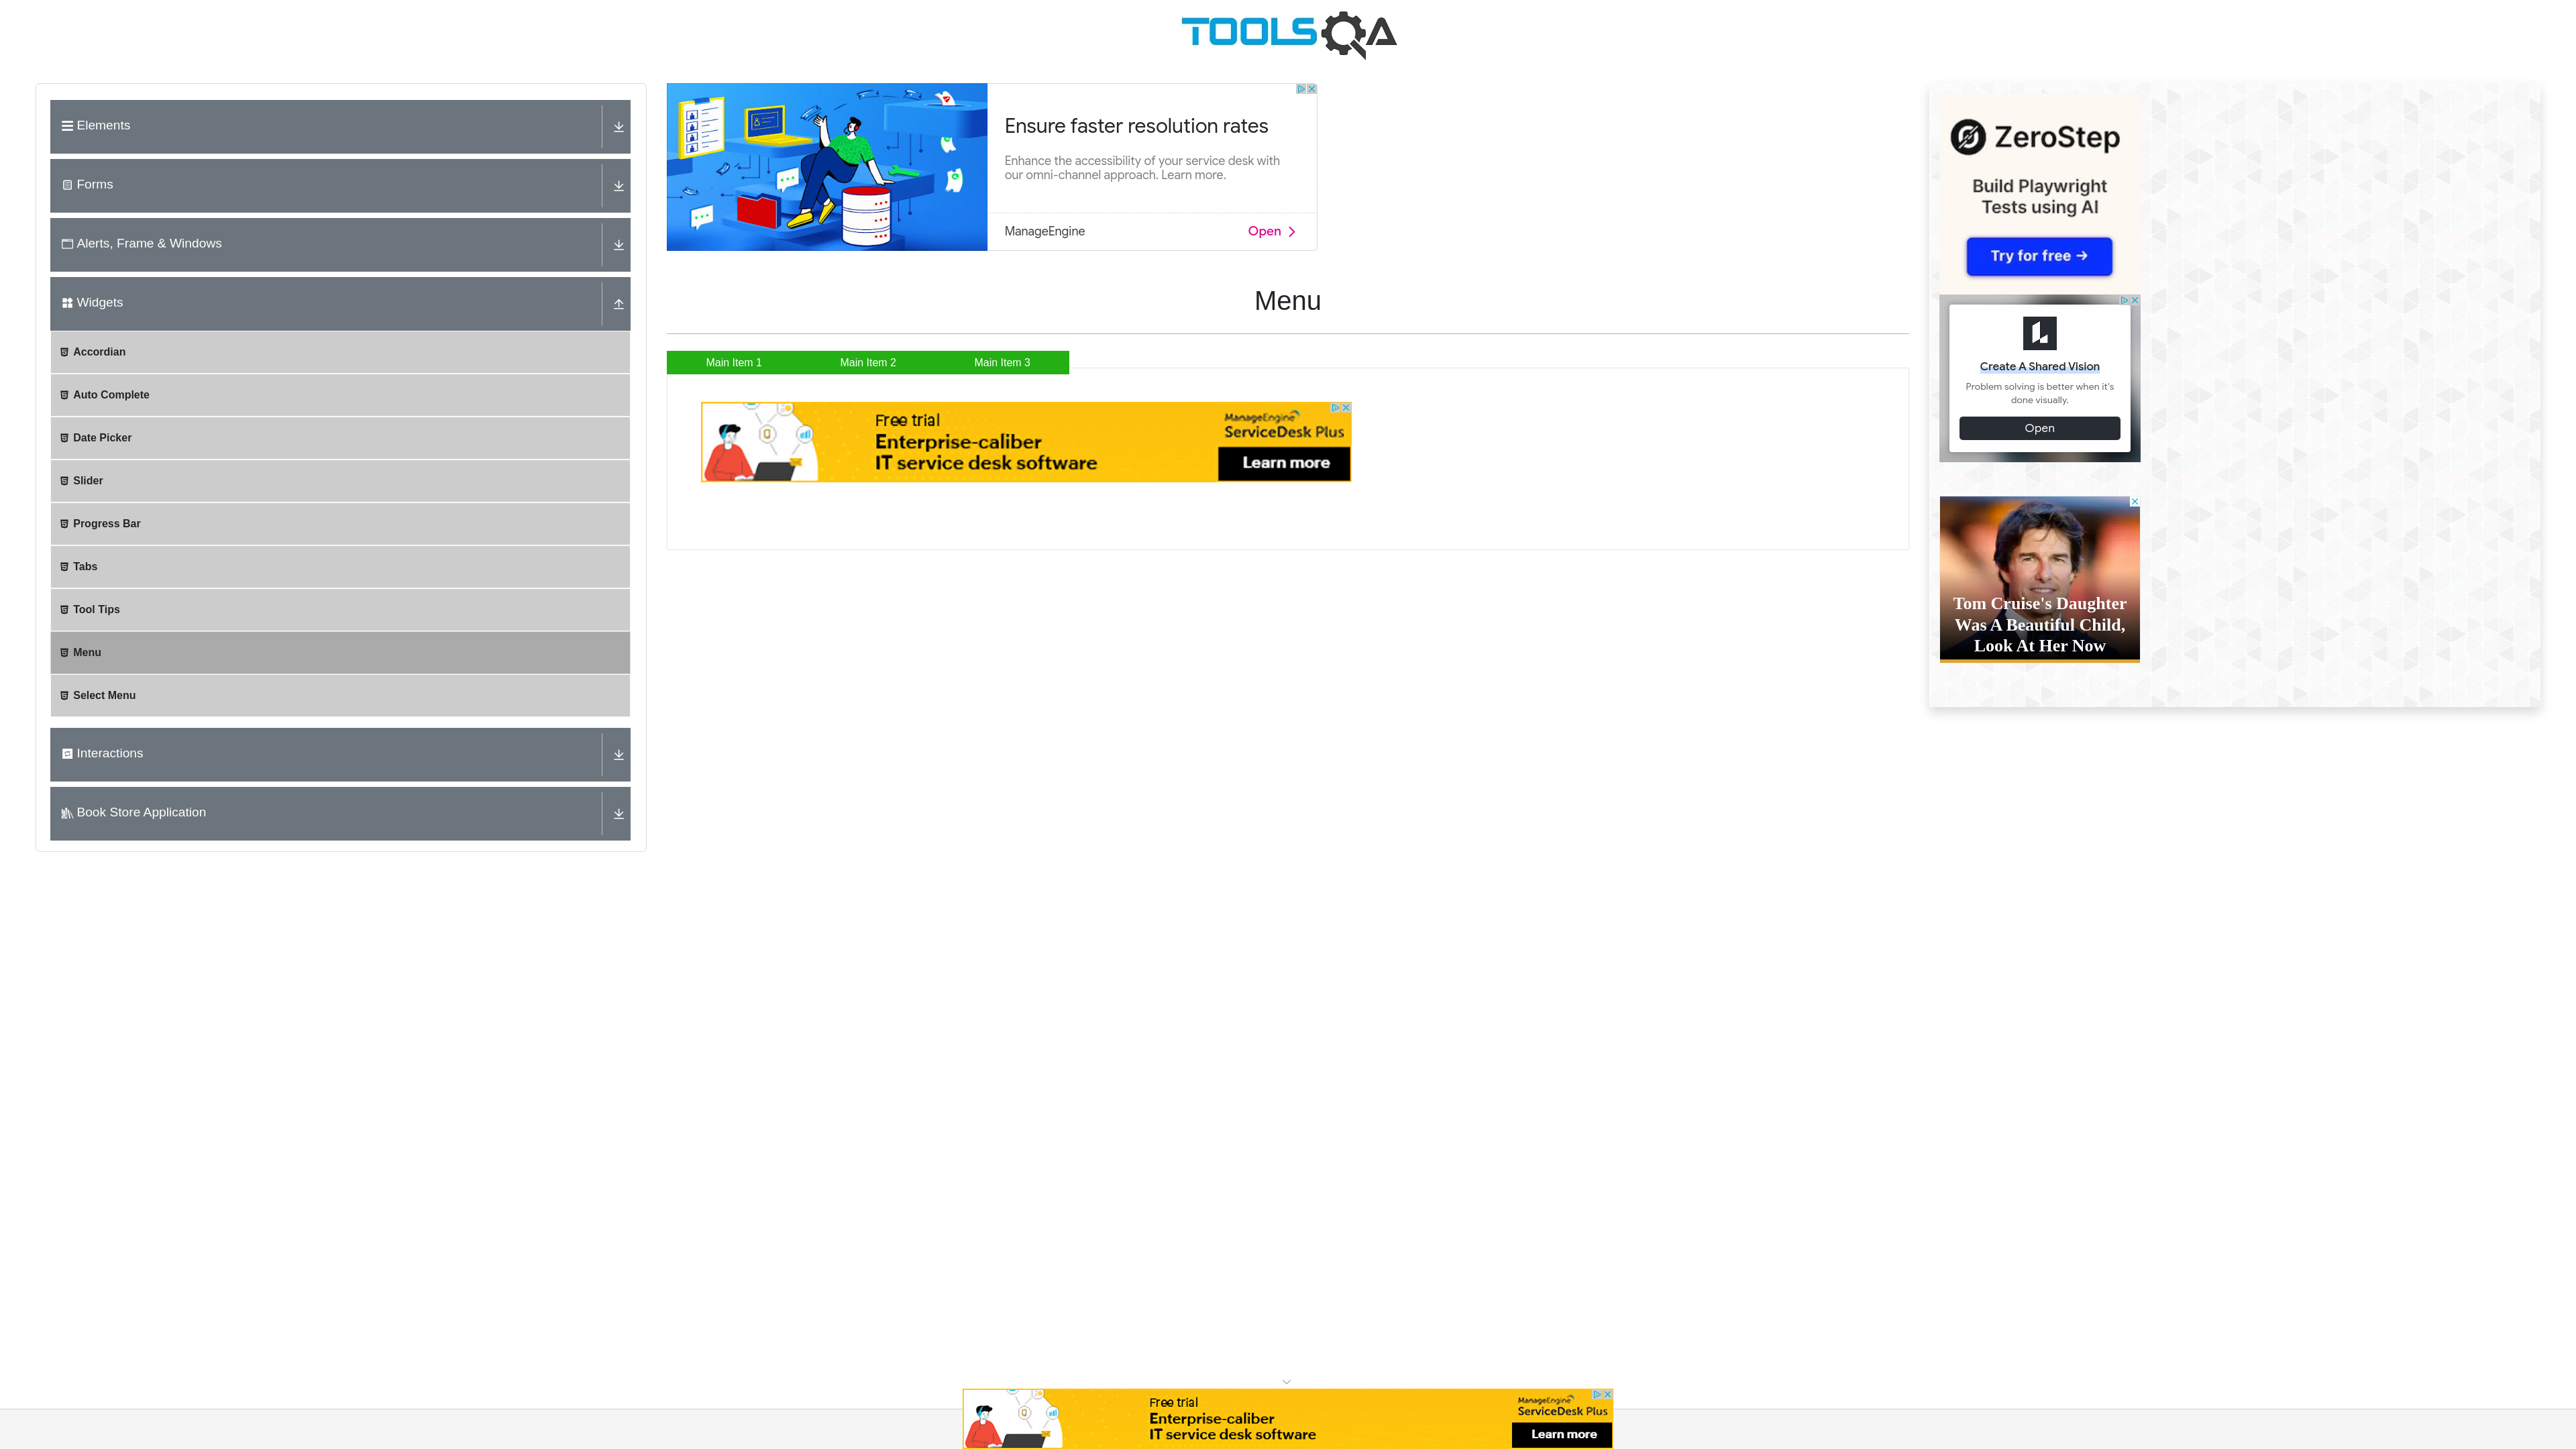 TOOLSQA
Elements
Forms
Alerts, Frame & Windows
Widgets
Accordian
Auto Complete
Date Picker
Slider
Progress Bar
Tabs
Tool Tips
Menu
Select Menu
Interactions
Book Store Application
Ensure faster resolution rates
Enhance the accessibility of your service desk with
our omni-channel approach. Learn more.
ManageEngine
Open
Menu
Main Item 1
Main Item 2
Main Item 3
Free trial
Enterprise-caliber
IT service desk software
ManageEngine
ServiceDesk Plus
Learn more
ZeroStep
Build Playwright
Tests using AI
Try for free →
Create A Shared Vision
Problem solving is better when it's
done visually.
Open
Tom Cruise's Daughter
Was A Beautiful Child,
Look At Her Now
Free trial
Enterprise-caliber
IT service desk software
ManageEngine
ServiceDesk Plus
Learn more